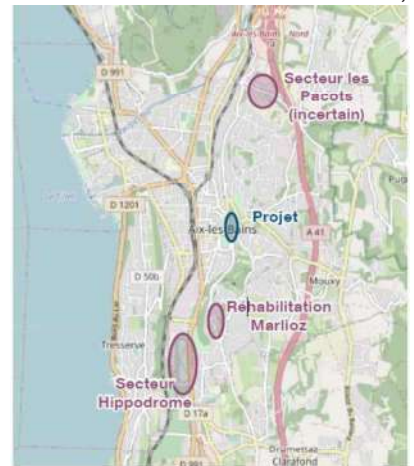 D 991
Secteur les
Pacots
(incertain)
D 1201
Projet
Aix-les-Bains
A 41
D 50b
Mouxy
Réhabilitation
Marlioz
Tresserve
Secteur
Hippodrome
D 17a
Drumettaz
Clarafond
D 991